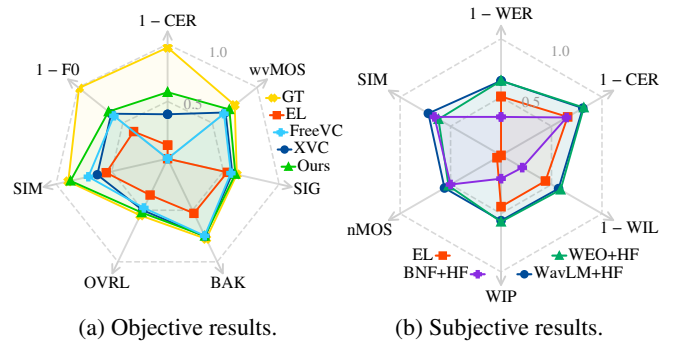 1 − CER
1.0
1 − F0
wvMOS
0.5
GT
EL
FreeVC
XVC
Ours
SIM
SIG
OVRL
BAK
(a) Objective results.
1 − WER
1.0
SIM
1 − CER
0.5
nMOS
1 − WIL
EL
WEO+HF
BNF+HF
WavLM+HF
WIP
(b) Subjective results.